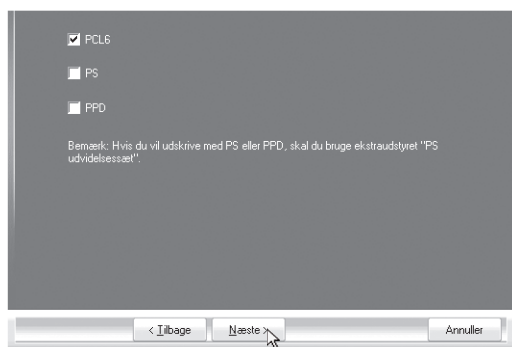 PCL6
PS
PPD
Bemærk: Hvis du vil udskrive med PS eller PPD, skal du bruge ekstraudstyret "PS
udvidelsessæt".
< Tilbage
Næste >
Annuller